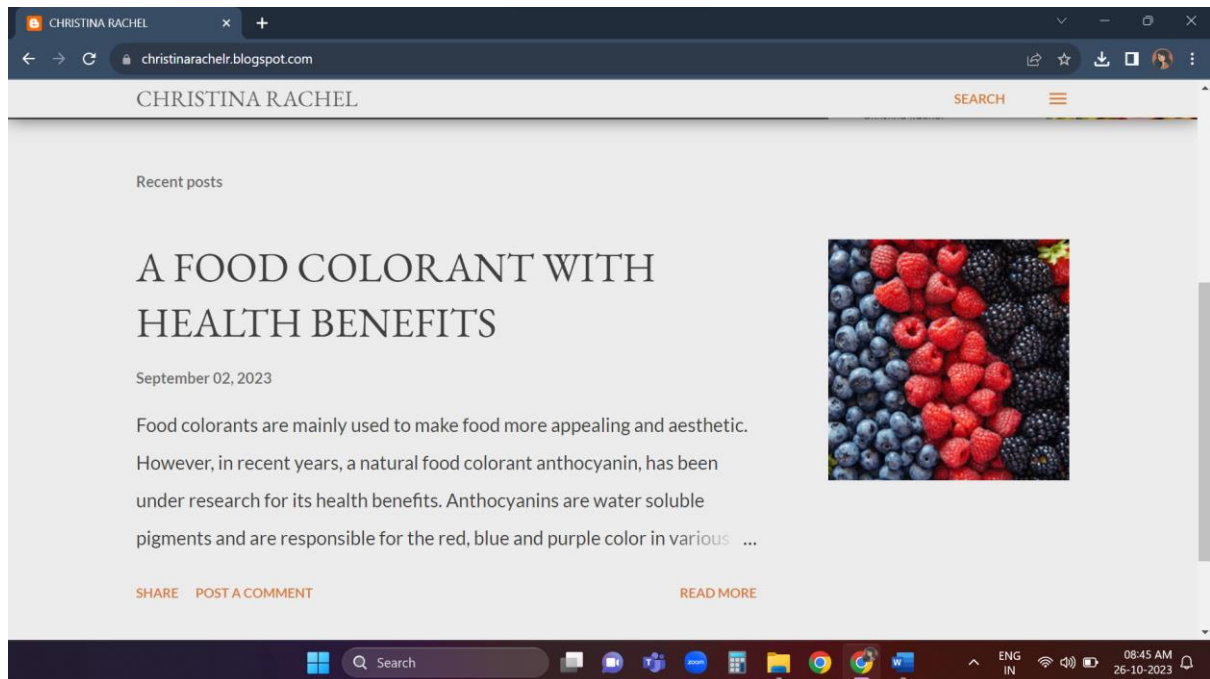 CHRISTINA RACHEL
christinarachelr.blogspot.com
CHRISTINA RACHEL
SEARCH
Recent posts
A FOOD COLORANT WITH
HEALTH BENEFITS
September 02, 2023
Food colorants are mainly used to make food more appealing and aesthetic.
However, in recent years, a natural food colorant anthocyanin, has been
under research for its health benefits. Anthocyanins are water soluble
pigments and are responsible for the red, blue and purple color in various ...
SHARE POST A COMMENT READ MORE
Search
zoom
ENG
IN
08:45 AM
26-10-2023